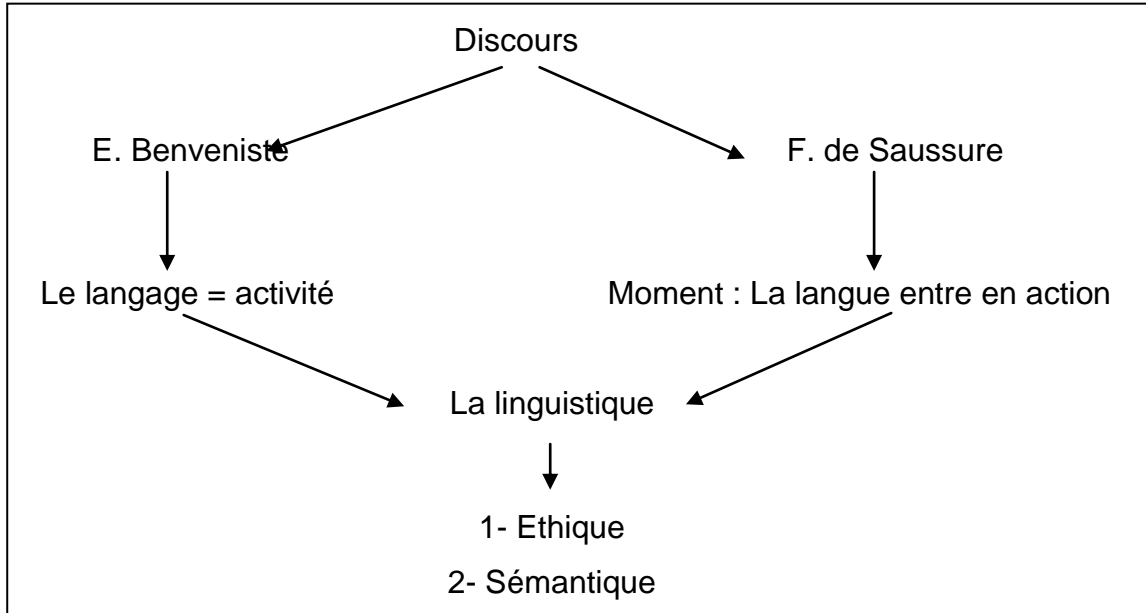 Discours
E. Benveniste
F. de Saussure
Le langage = activité
Moment : La langue entre en action
La linguistique
1- Ethique
2- Sémantique